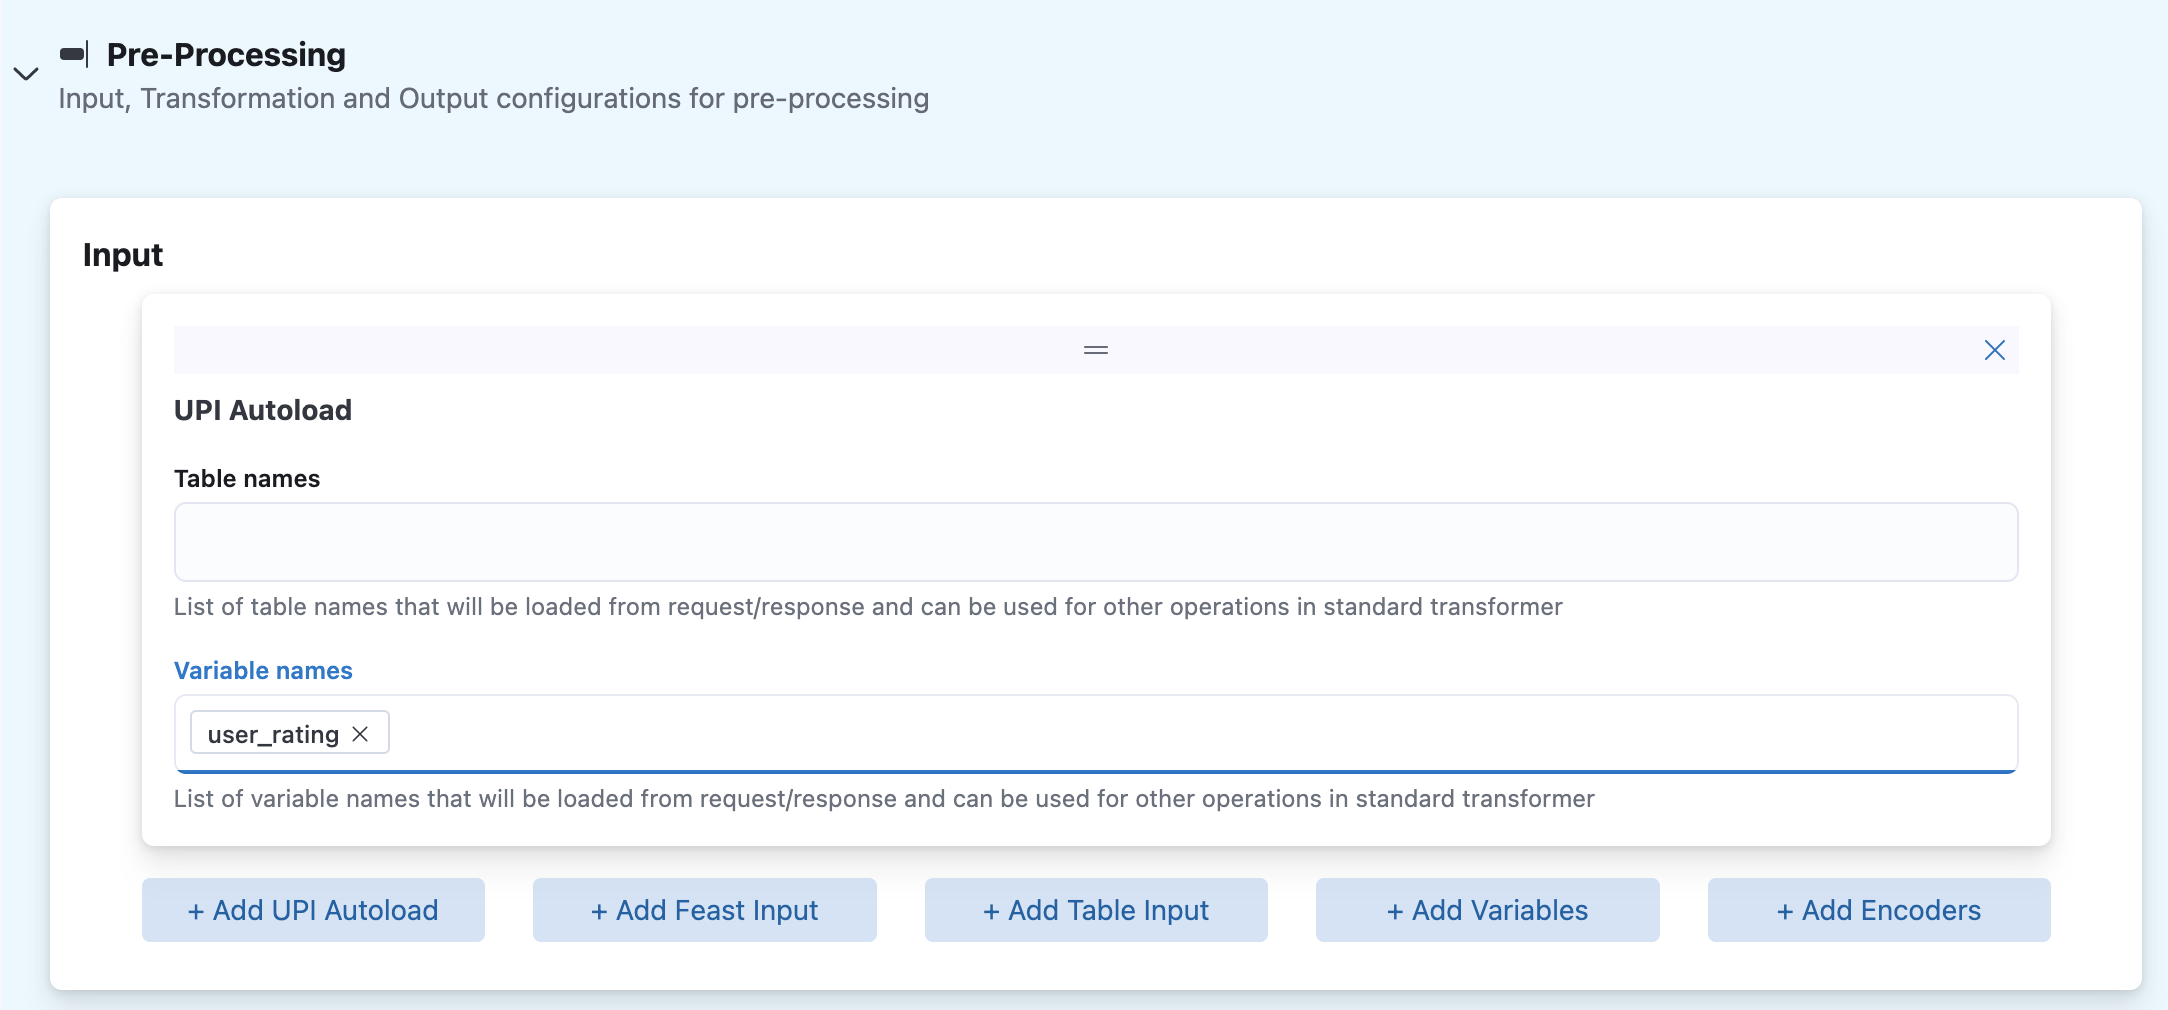 Pre-Processing
Input, Transformation and Output configurations for pre-processing
Input
UPI Autoload
Table names
List of table names that will be loaded from request/response and can be used for other operations in standard transformer
Variable names
user_rating
List of variable names that will be loaded from request/response and can be used for other operations in standard transformer
+ Add UPI Autoload
+ Add Feast Input
+ Add Table Input
+ Add Variables
+ Add Encoders